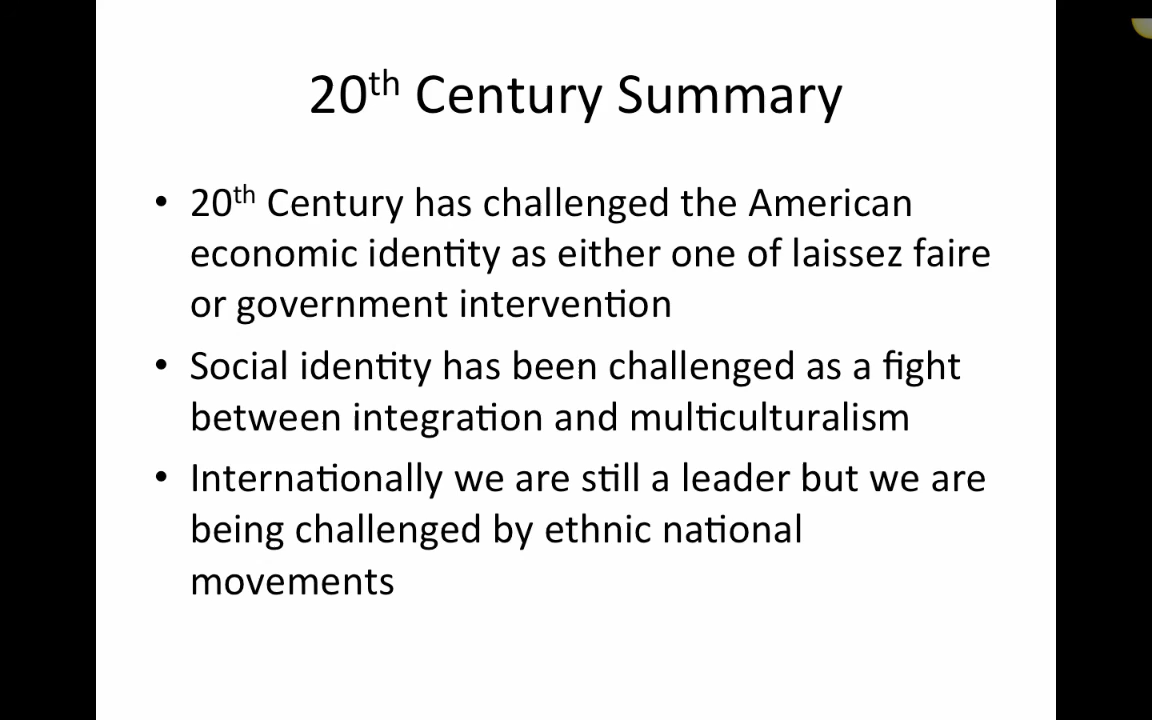 20th Century Summary
• 20th Century has challenged the American
economic identity as either one of laissez faire
or government intervention
• Social identity has been challenged as a fight
between integration and multiculturalism
• Internationally we are still a leader but we are
being challenged by ethnic national
movements